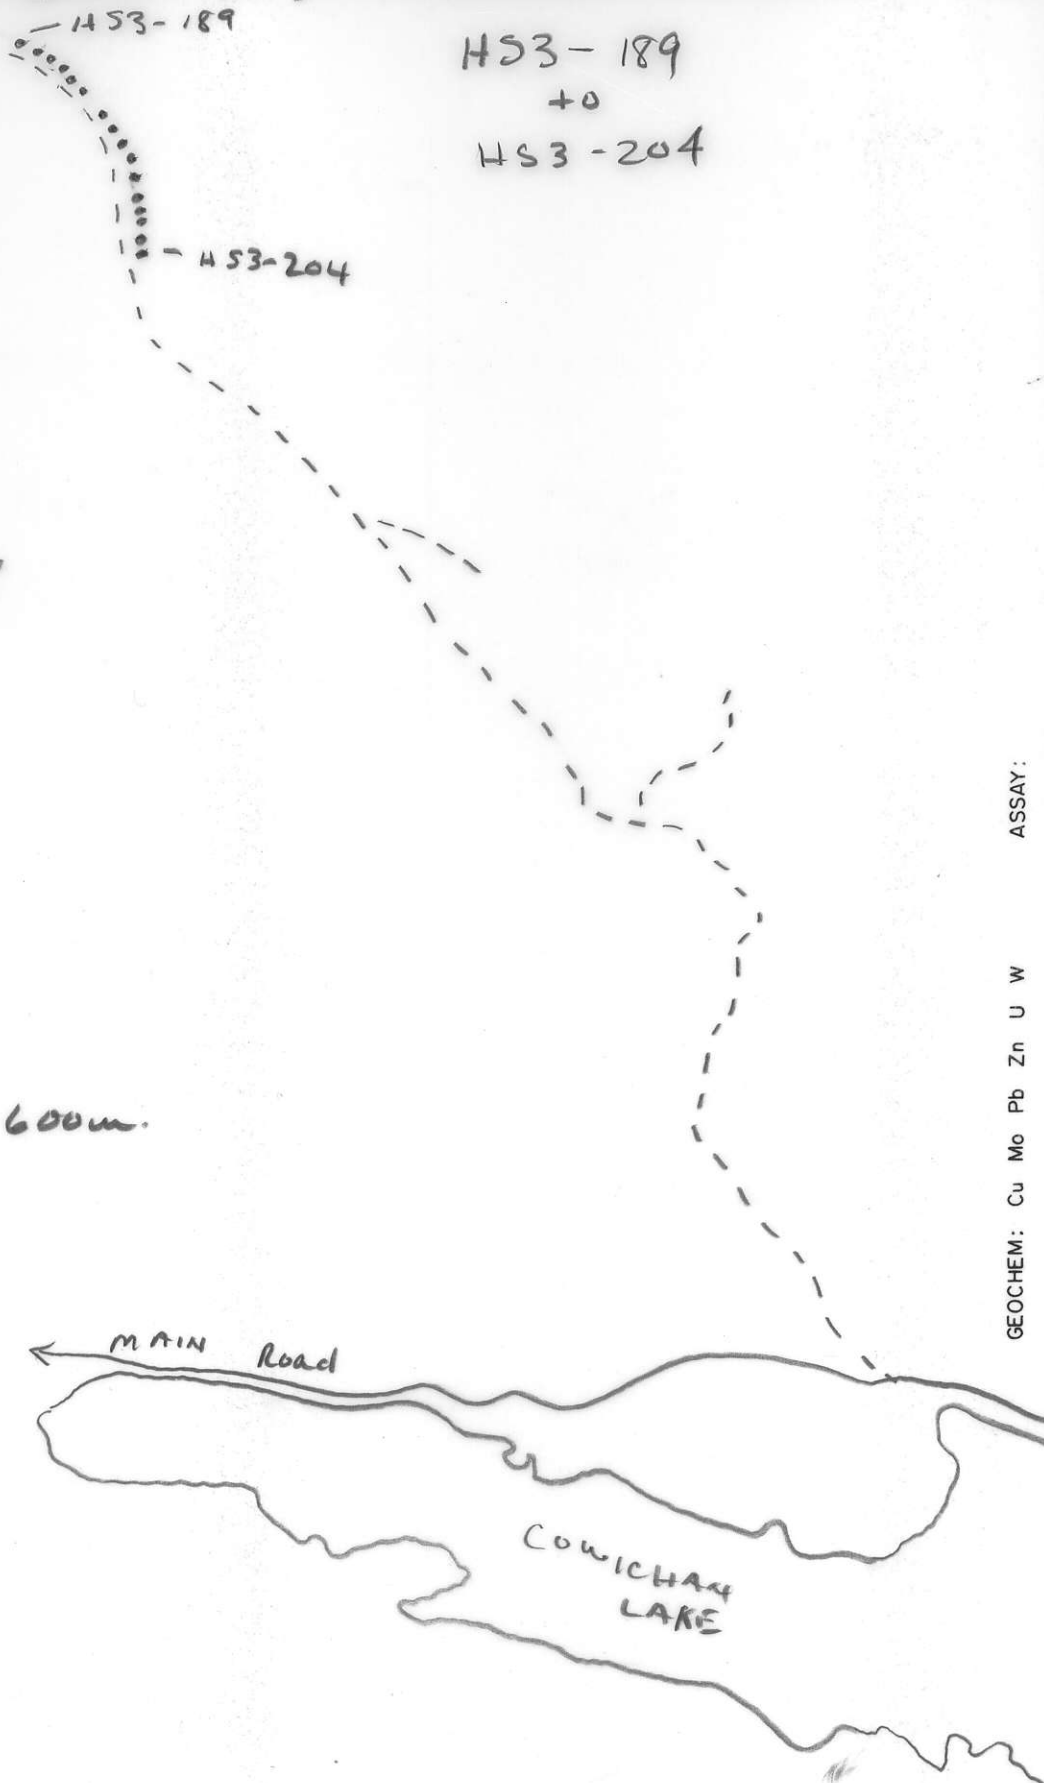 HS3-189
HS3- 189
to
HS3-204
HS3-204
600m.
MAIN Road
COWICHAN
LAKE
GEOCHEM: Cu Mo Pb Zn U W ASSAY: